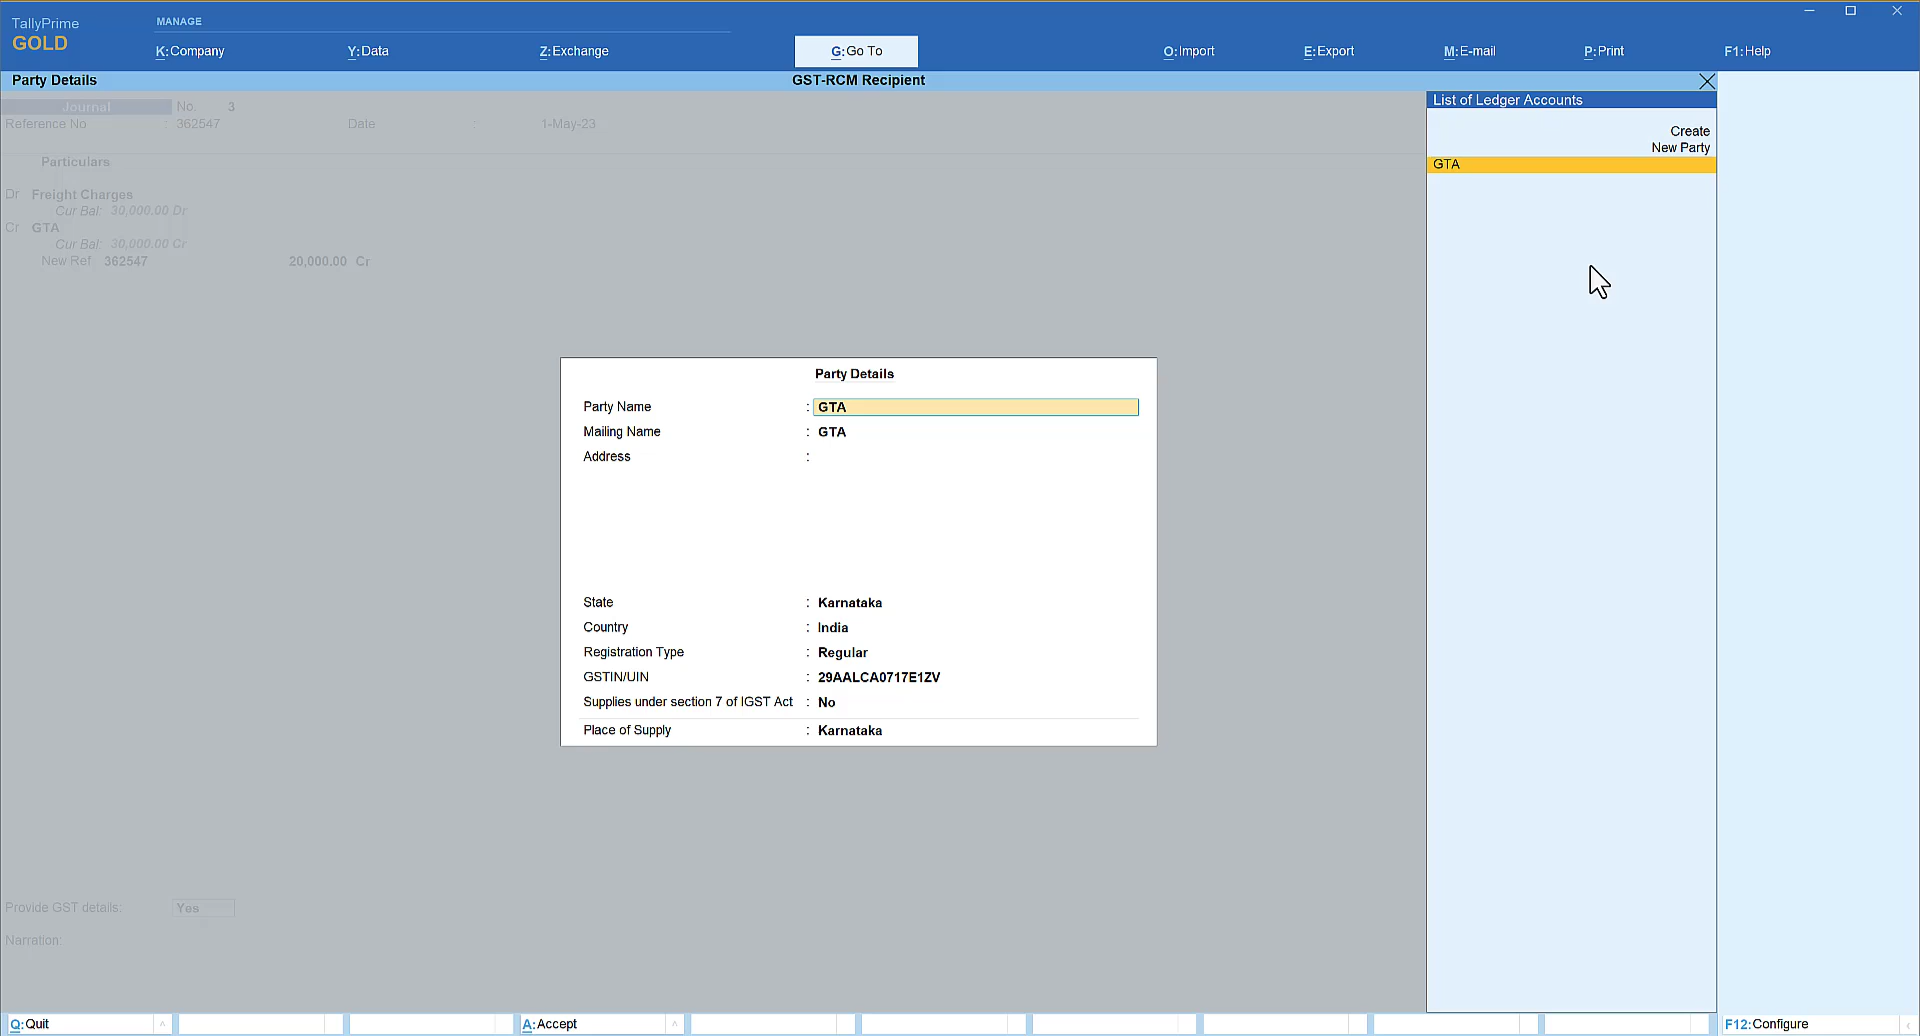 TallyPrime
GOLD
MANAGE
K:Company
Y:Data
Z:Exchange
G:Go To
O:Import
E:Export
M:E-mail
P:Print
F1:Help
Party Details
GST-RCM Recipient
Journal No. 3
Reference No : 362547 Date : 1-May-23
Particulars
Dr Freight Charges
Cur Bal: 30,000.00 Dr
Cr GTA
Cur Bal: 30,000.00 Cr
New Ref 362547 20,000.00 Cr
List of Ledger Accounts
Create
New Party
GTA
Party Details
Party Name : GTA
Mailing Name : GTA
Address :
State : Karnataka
Country : India
Registration Type : Regular
GSTIN/UIN : 29AALCA0717E1ZV
Supplies under section 7 of IGST Act : No
Place of Supply : Karnataka
Provide GST details: Yes
Narration:
Q:Quit
A:Accept
F12:Configure